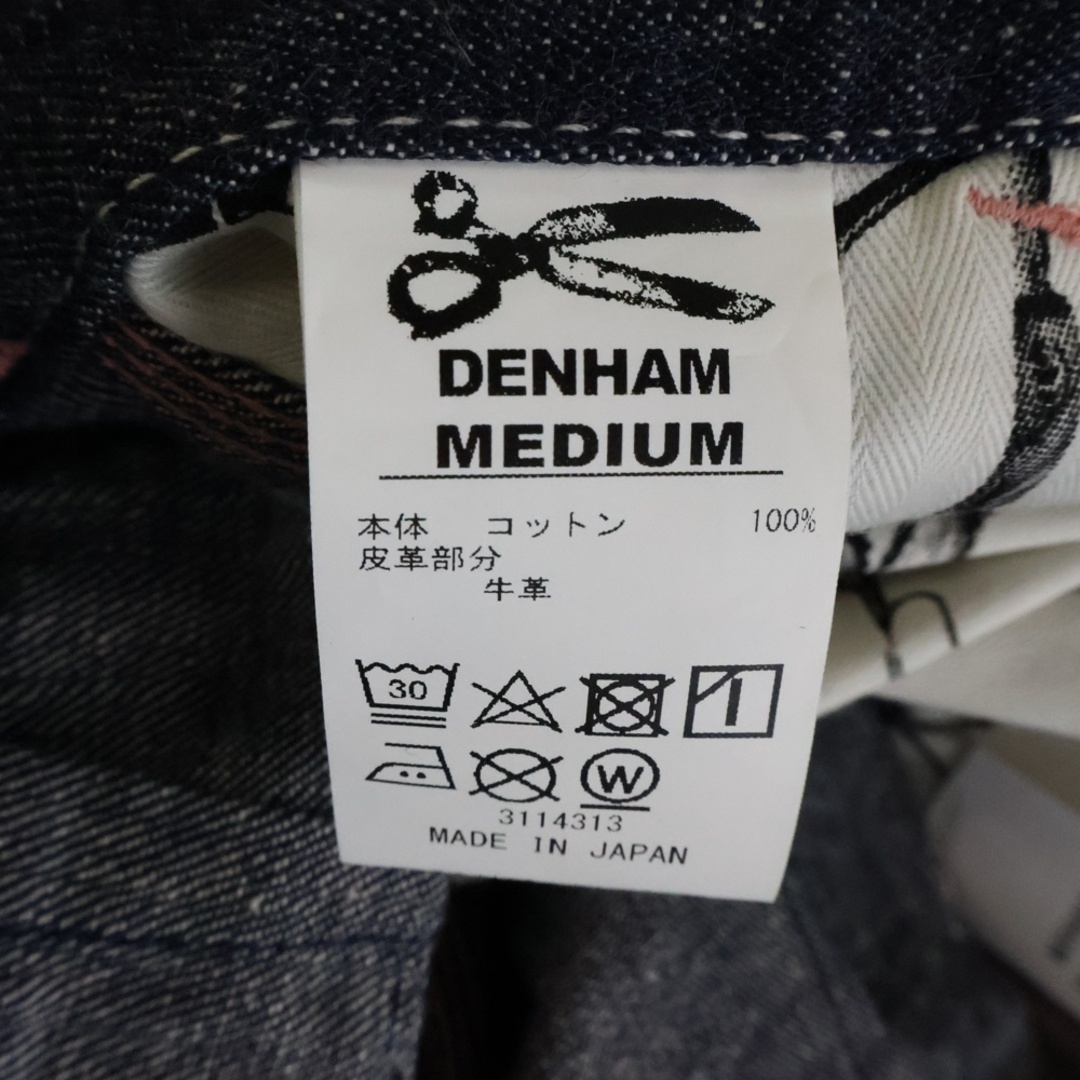 DENHAM
MEDIUM
本体 コットン 100%
皮革部分
牛革
30
W
3114313
MADE IN JAPAN